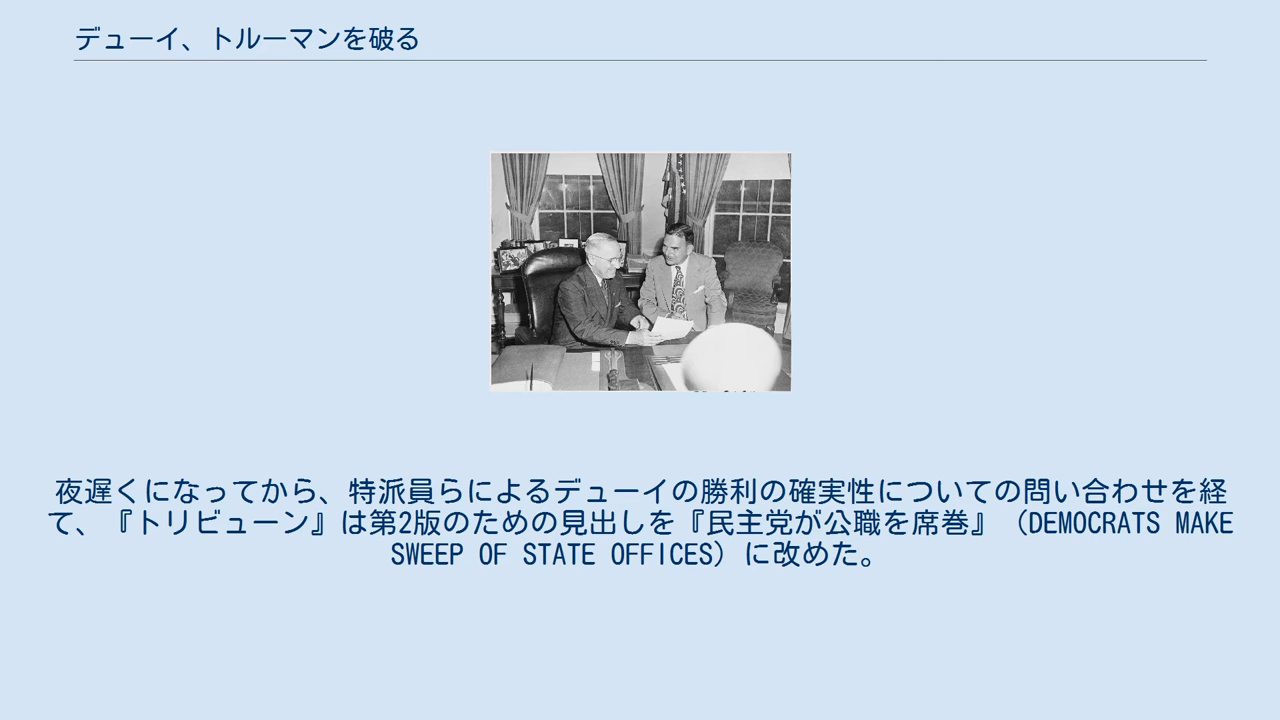 デューイ、トルーマンを破る
夜遅くになってから、特派員らによるデューイの勝利の確実性についての問い合わせを経
て、『トリビューン』は第2版のための見出しを『民主党が公職を席巻』（DEMOCRATS MAKE
SWEEP OF STATE OFFICES）に改めた。